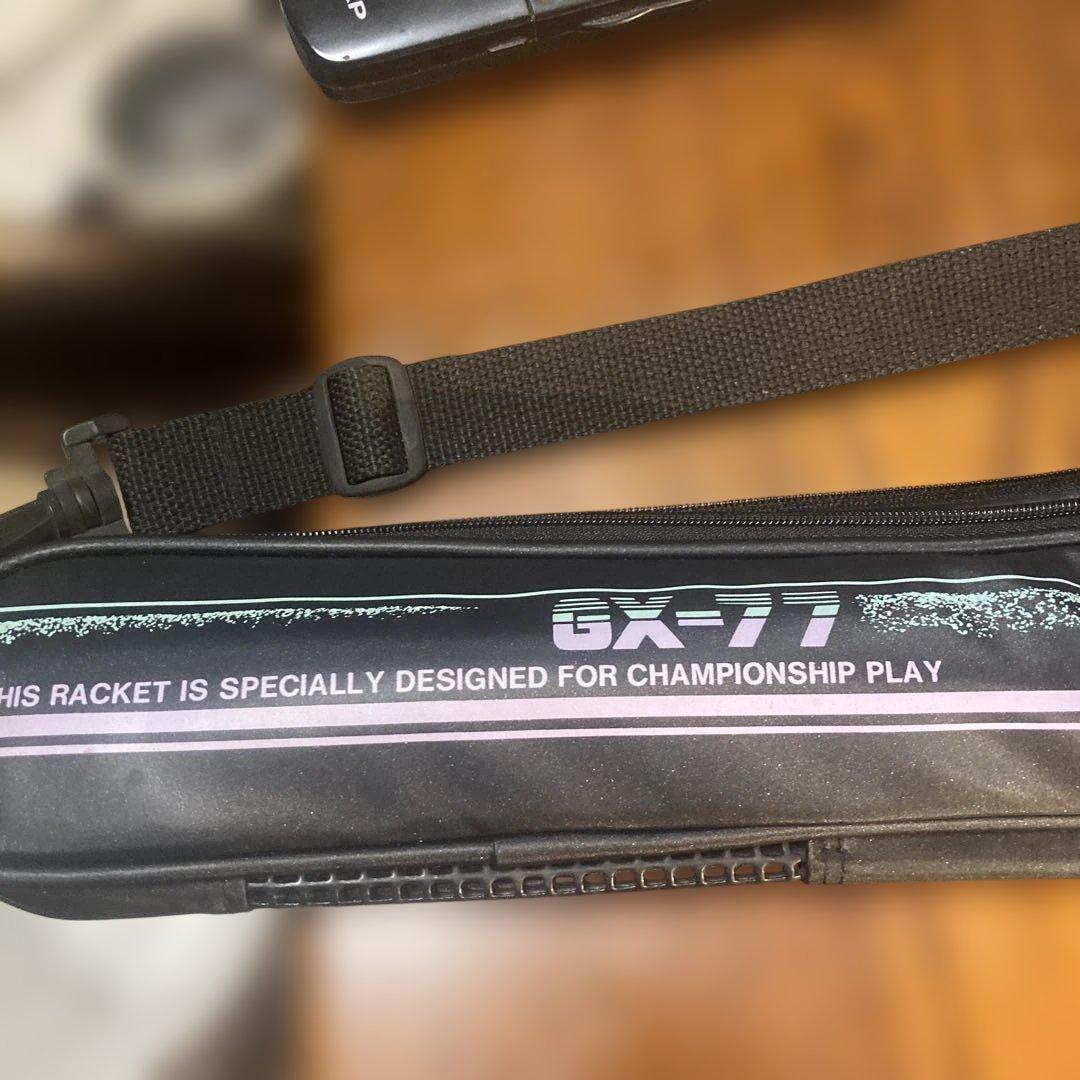 GX-77
HIS RACKET IS SPECIALLY DESIGNED FOR CHAMPIONSHIP PLAY